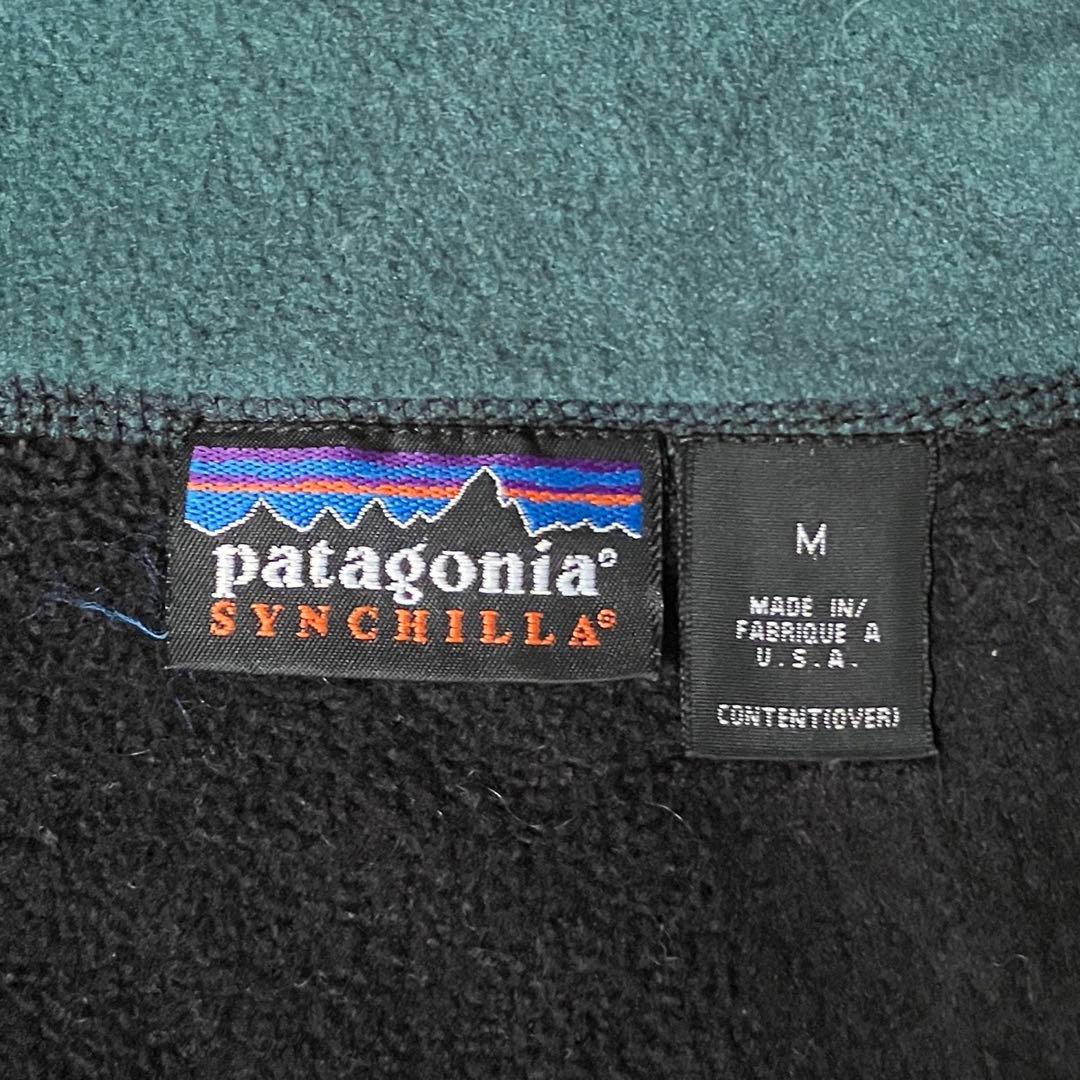 patagonia®
SYNCHILLA®
M
MADE IN/
FABRIQUE A
U.S.A.
CONTENT(OVER)